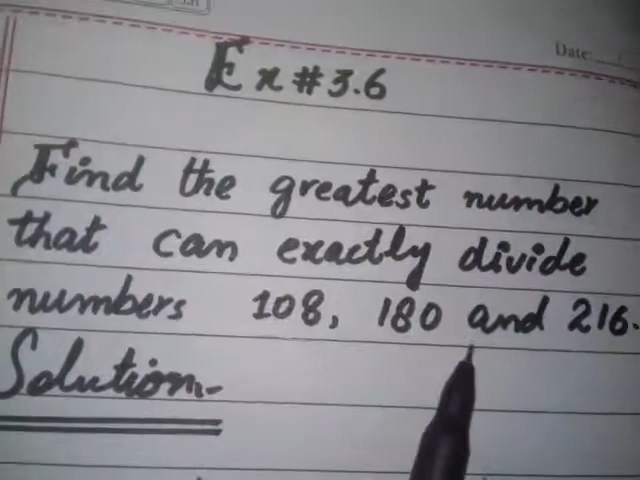 Date:
Ex # 3.6
Find the greatest number
that can exactly divide
numbers 108, 180 and 216.
Solution:-